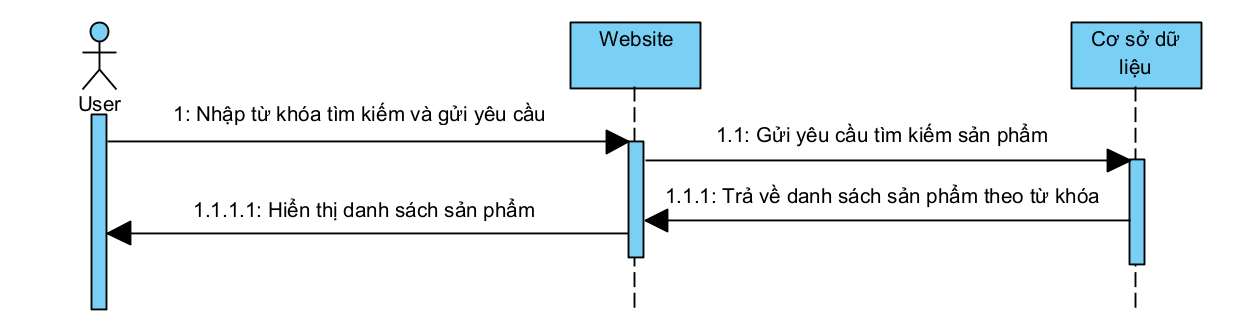 Website
Cơ sở dữ
liệu
User
1: Nhập từ khóa tìm kiếm và gửi yêu cầu
1.1: Gửi yêu cầu tìm kiếm sản phẩm
1.1.1: Trả về danh sách sản phẩm theo từ khóa
1.1.1.1: Hiển thị danh sách sản phẩm